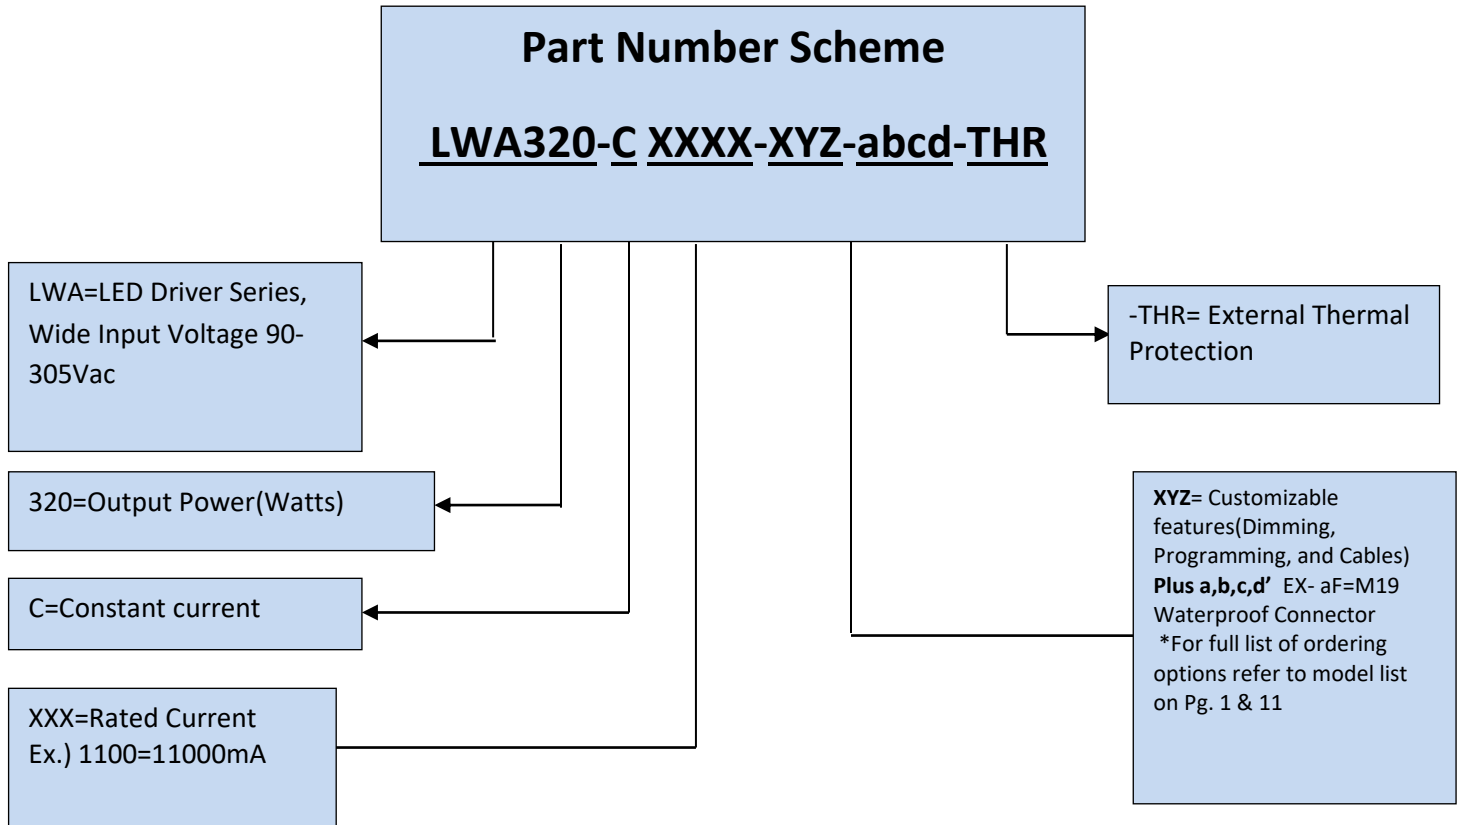 Part Number Scheme
LWA320-C XXXX-XYZ-abcd-THR
LWA=LED Driver Series,
Wide Input Voltage 90-
305Vac
-THR= External Thermal
Protection
320=Output Power(Watts)
XYZ= Customizable
features(Dimming,
Programming, and Cables)
Plus a,b,c,d’ EX- aF=M19
Waterproof Connector
*For full list of ordering
options refer to model list
on Pg. 1 & 11
C=Constant current
XXX=Rated Current
Ex.) 1100=11000mA